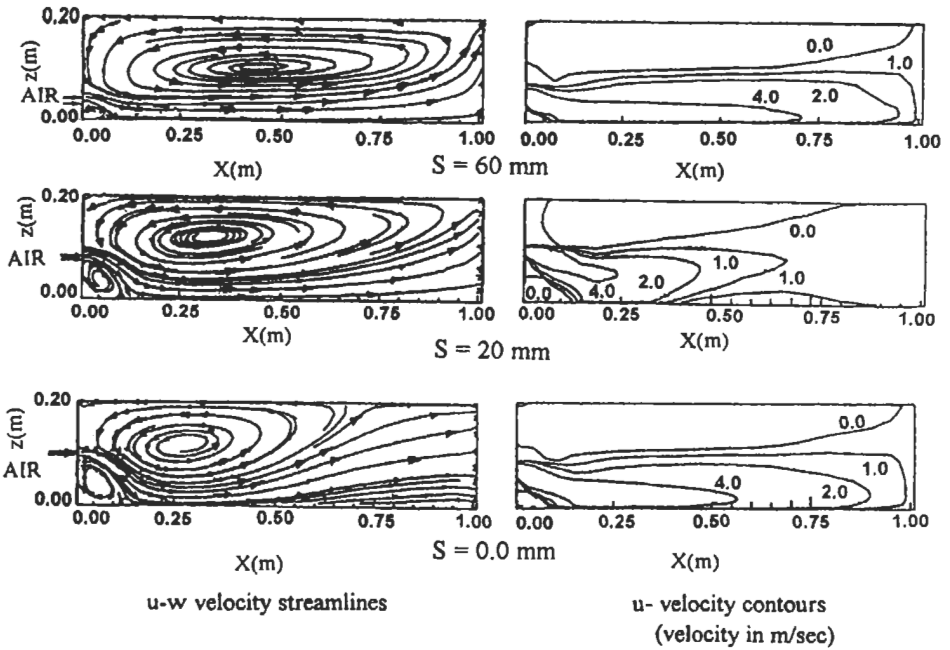 0.20
z(m)
AIR
0.00
0.00 0.25 0.50 0.75 1.00
X(m)
0.0
1.0
4.0 2.0
0.00 0.25 0.50 0.75 1.00
X(m)
S = 60 mm
0.20
z(m)
AIR
0.00
0.00 0.25 0.50 0.75 1.00
X(m)
0.0
1.0
0.0 4.0 2.0 1.0
0.00 0.25 0.50 0.75 1.00
X(m)
S = 20 mm
0.20
z(m)
AIR
0.00
0.00 0.25 0.50 0.75 1.00
X(m)
0.0
1.0
4.0 2.0
0.00 0.25 0.50 0.75 1.00
X(m)
S = 0.0 mm
u-w velocity streamlines
u- velocity contours
(velocity in m/sec)